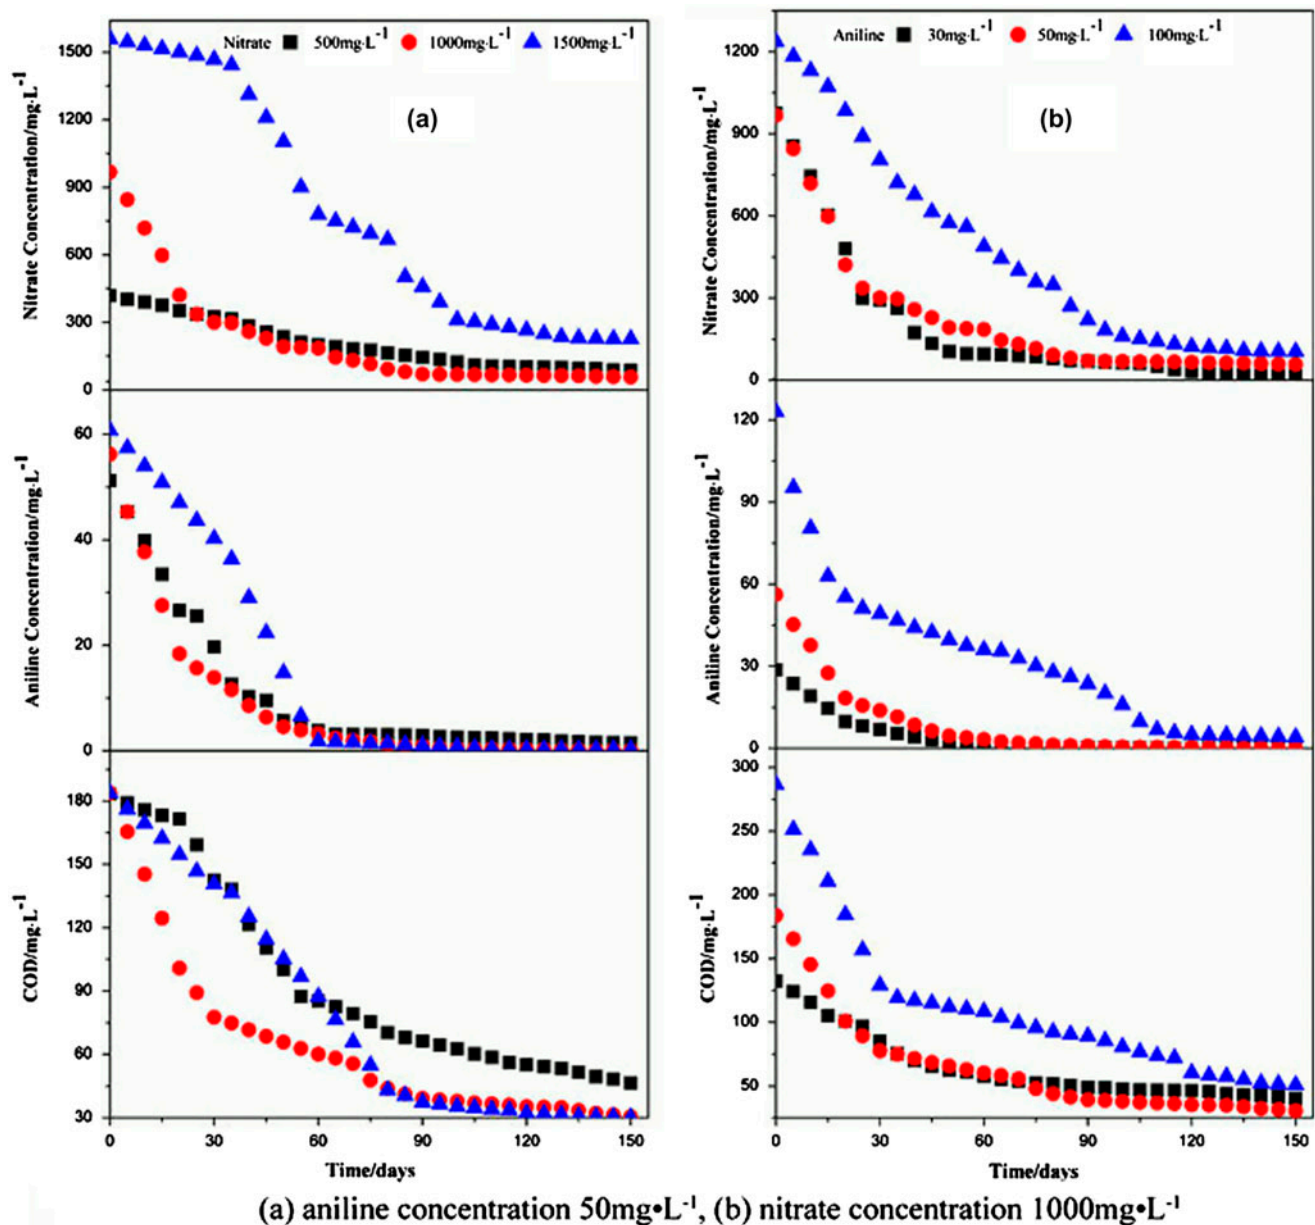 Nitrate 500mg·L⁻¹ 1000mg·L⁻¹ 1500mg·L⁻¹
(a)
Nitrate Concentration/mg·L⁻¹
1500
1200
900
600
300
0
Aniline Concentration/mg·L⁻¹
60
40
20
0
COD/mg·L⁻¹
180
150
120
90
60
30
0 30 60 90 120 150
Time/days
Aniline 30mg·L⁻¹ 50mg·L⁻¹ 100mg·L⁻¹
(b)
Nitrate Concentration/mg·L⁻¹
1200
900
600
300
0
Aniline Concentration/mg·L⁻¹
120
90
60
30
0
COD/mg·L⁻¹
300
250
200
150
100
50
0 30 60 90 120 150
Time/days
(a) aniline concentration 50mg•L⁻¹, (b) nitrate concentration 1000mg•L⁻¹